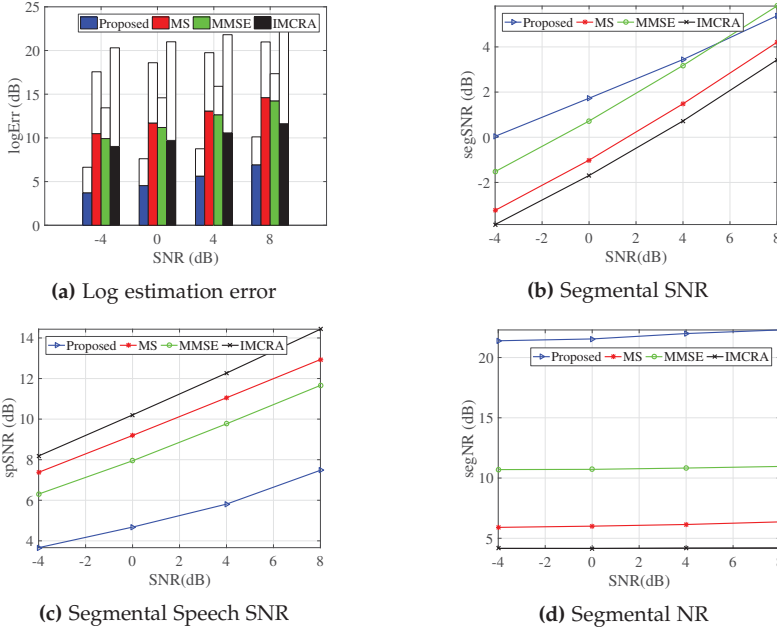 Proposed MS MMSE IMCRA
25
20
15
10
5
0
logErr (dB)
-4 0 4 8
SNR (dB)
(a) Log estimation error
Proposed MS MMSE IMCRA
4
2
0
-2
segSNR (dB)
-4 -2 0 2 4 6 8
SNR(dB)
(b) Segmental SNR
14
12
10
8
6
4
Proposed MS MMSE IMCRA
spSNR (dB)
-4 -2 0 2 4 6 8
SNR(dB)
(c) Segmental Speech SNR
20
15
10
5
Proposed MS MMSE IMCRA
segNR (dB)
-4 -2 0 2 4 6 8
SNR(dB)
(d) Segmental NR